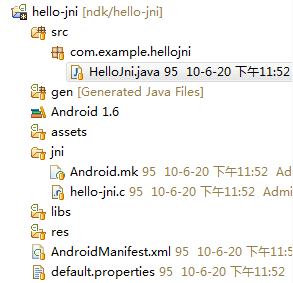 hello-jni [ndk/hello-jni]
src
com.example.hellojni
HelloJni.java 95 10-6-20 下午11:52
gen [Generated Java Files]
Android 1.6
assets
jni
Android.mk 95 10-6-20 下午11:52 Ad
hello-jni.c 95 10-6-20 下午11:52 Admi
libs
res
AndroidManifest.xml 95 10-6-20 下午11:52
default.properties 95 10-6-20 下午11:52